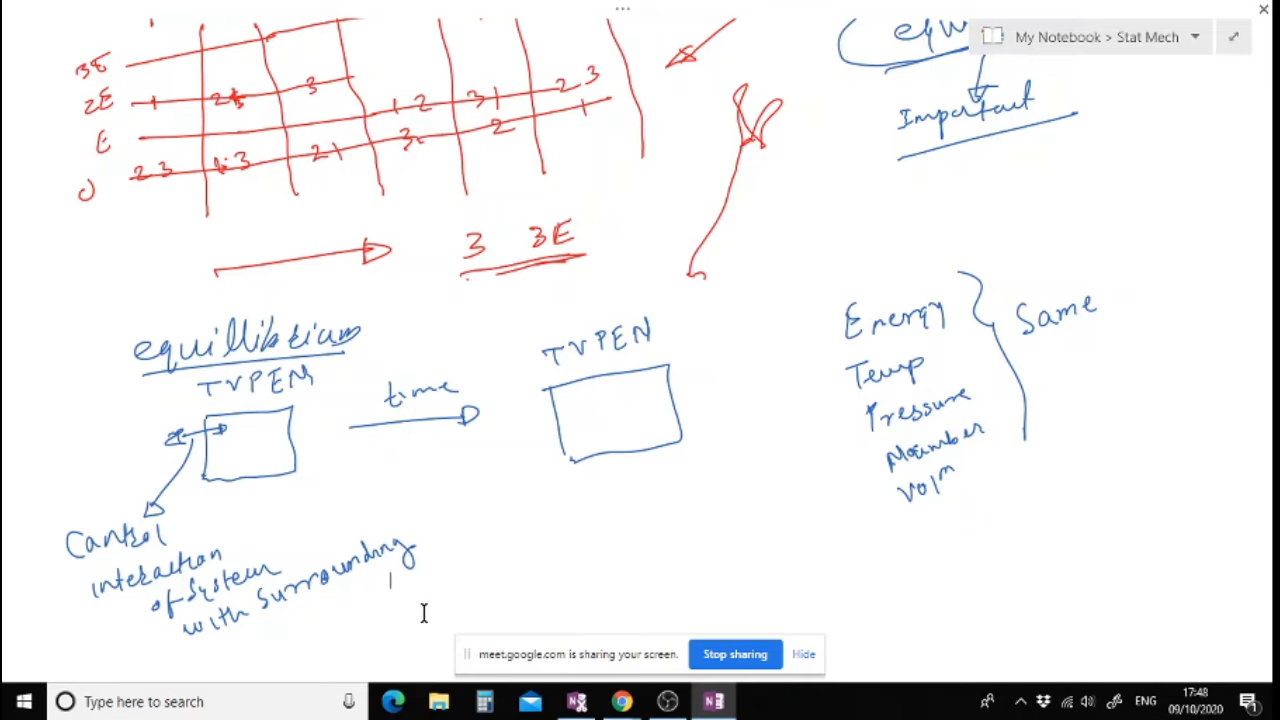 equi
My Notebook > Stat Mech
Important
3E
2E 1 2 3 1 2 3 1 2 3
E
0 2 3 1 3 2 1 3 2 1
3 3E
equillibrium
TVPEN
time
TVPEN
Energy
Temp
Pressure
Number
Volm
Same
Control
interaction
of system
with surrounding
meet.google.com is sharing your screen.
Stop sharing
Hide
Type here to search
ENG
17:48
09/10/2020
1